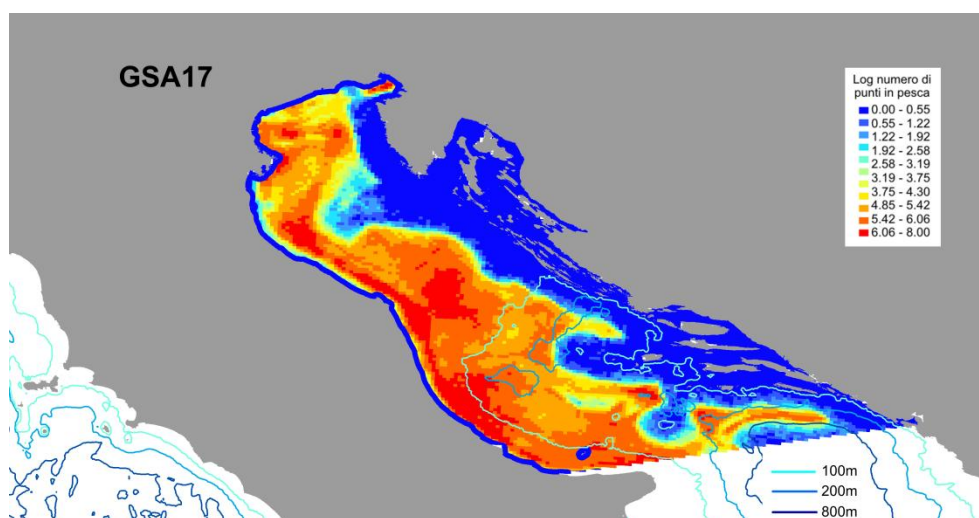 GSA17
Log numero di
punti in pesca
0.00 - 0.55
0.55 - 1.22
1.22 - 1.92
1.92 - 2.58
2.58 - 3.19
3.19 - 3.75
3.75 - 4.30
4.85 - 5.42
5.42 - 6.06
6.06 - 8.00
100m
200m
800m